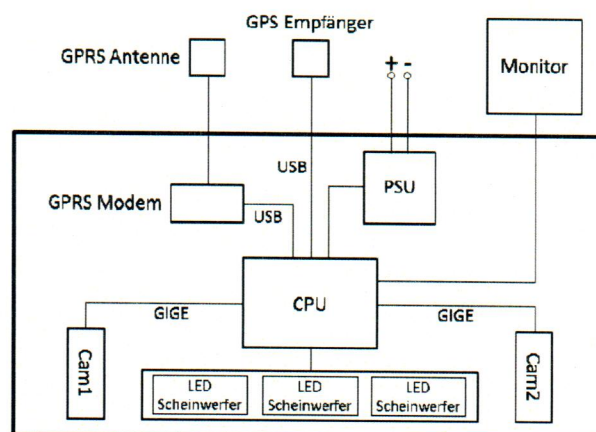 GPS Empfänger
GPRS Antenne
+ -
Monitor
USB
PSU
GPRS Modem
USB
CPU
GIGE
GIGE
Cam1
Cam2
LED
Scheinwerfer
LED
Scheinwerfer
LED
Scheinwerfer